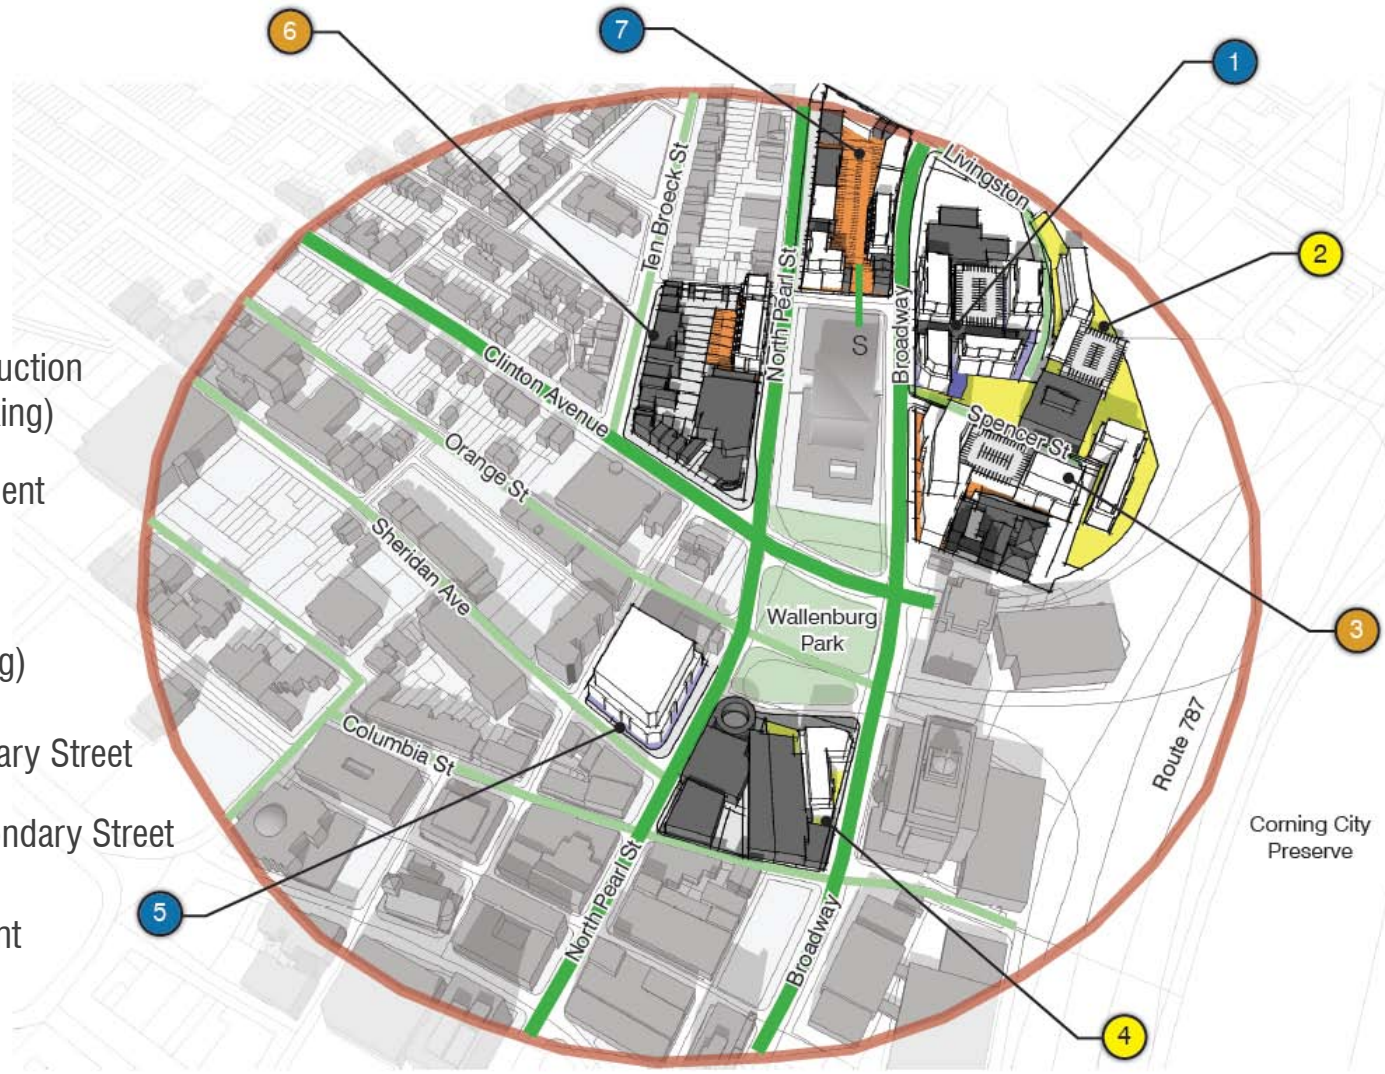 6
7
1
Livingston
Ten Broeck St
2
North Pearl St
Broadway
S
Clinton Avenue
Spencer St
Orange St
Sheridan Ave
3
Wallenburg
Park
uction
ing)
ent
g)
ary Street
ndary Street
nt
Columbia St
Route 787
Corning City
Preserve
5
North Pearl St
Broadway
4